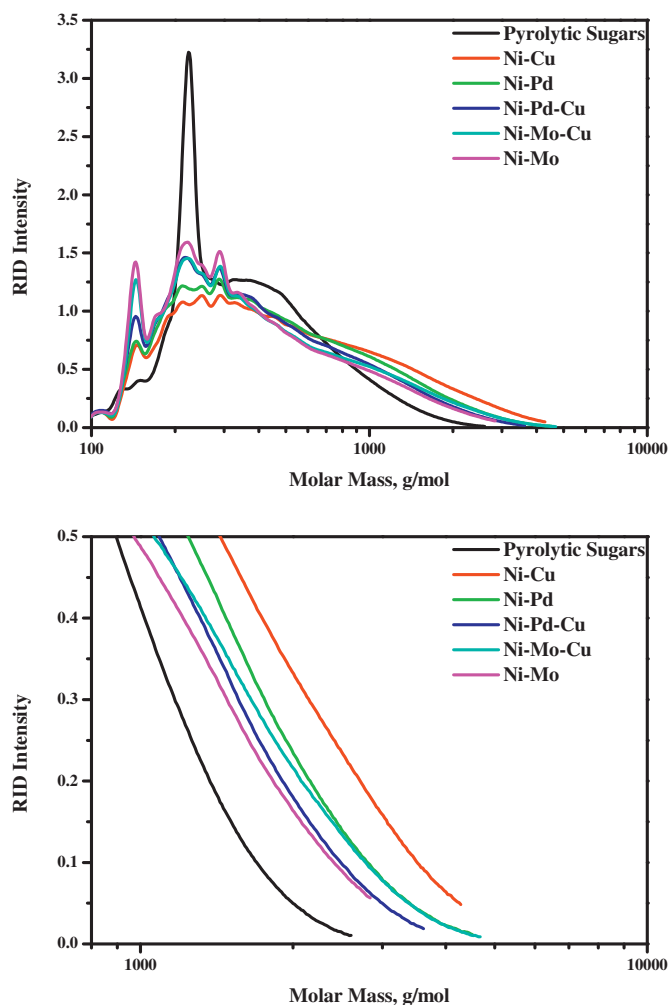 3.5
3.0
2.5
2.0
1.5
1.0
0.5
0.0
RID Intensity
Pyrolytic Sugars
Ni-Cu
Ni-Pd
Ni-Pd-Cu
Ni-Mo-Cu
Ni-Mo
100
1000
10000
Molar Mass, g/mol
0.5
0.4
0.3
0.2
0.1
0.0
RID Intensity
Pyrolytic Sugars
Ni-Cu
Ni-Pd
Ni-Pd-Cu
Ni-Mo-Cu
Ni-Mo
1000
10000
Molar Mass, g/mol